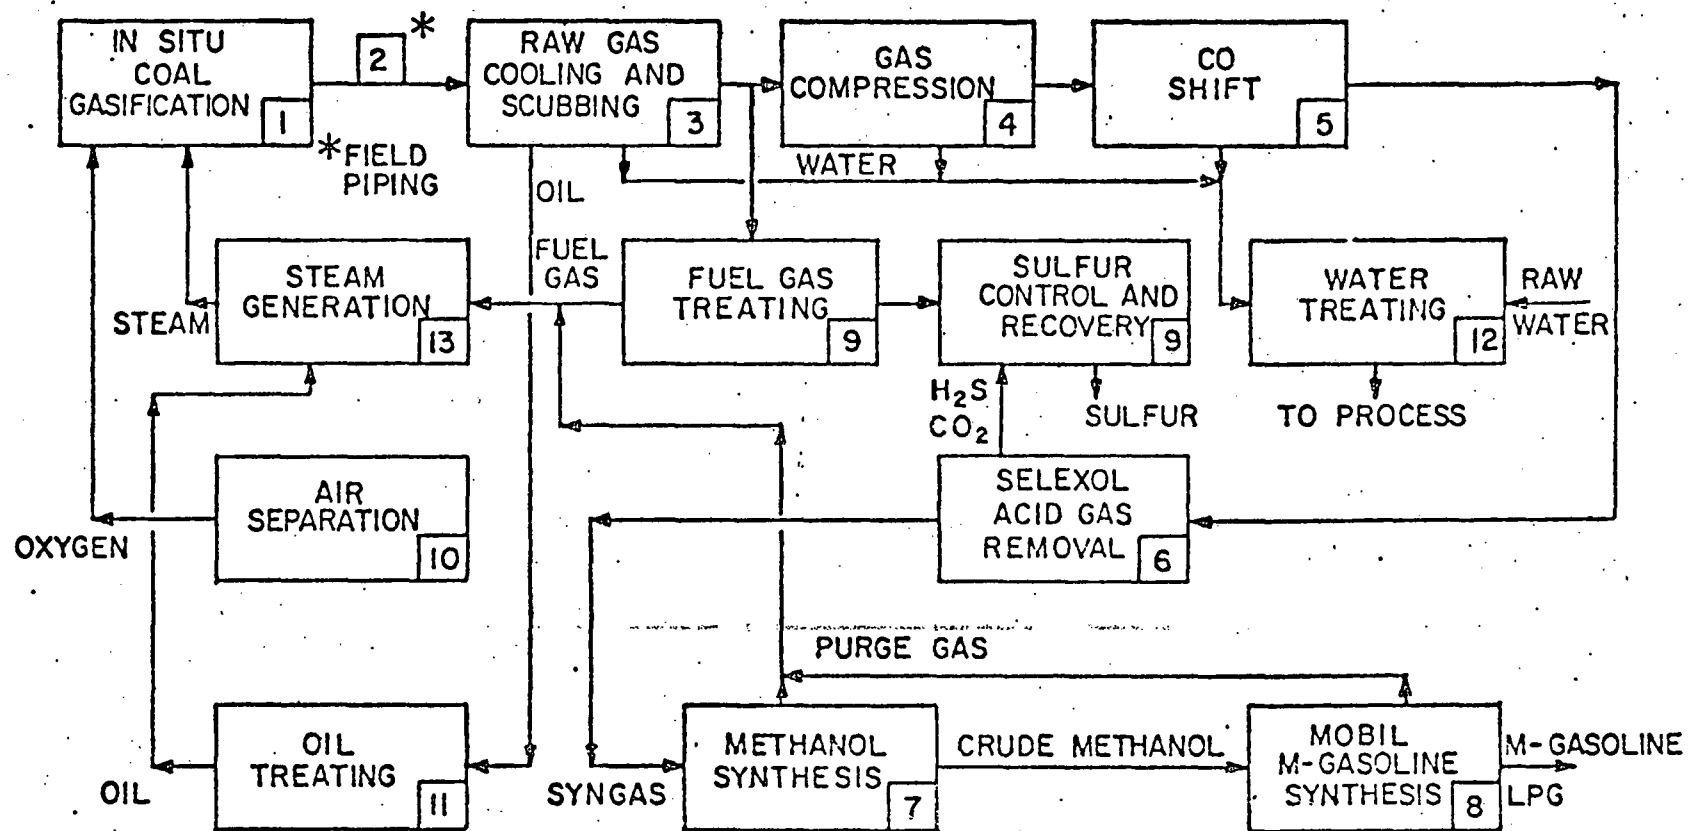 IN SITU
COAL
GASIFICATION
1
2
*
*FIELD
PIPING
RAW GAS
COOLING AND
SCUBBING
3
GAS
COMPRESSION
4
CO
SHIFT
5
WATER
OIL
STEAM
GENERATION
13
STEAM
FUEL
GAS
FUEL GAS
TREATING
9
SULFUR
CONTROL AND
RECOVERY
9
WATER
TREATING
12
RAW
WATER
H2S
CO2
SULFUR
TO PROCESS
AIR
SEPARATION
10
OXYGEN
SELEXOL
ACID GAS
REMOVAL
6
PURGE GAS
OIL
TREATING
11
OIL
SYNGAS
METHANOL
SYNTHESIS
7
CRUDE METHANOL
MOBIL
M-GASOLINE
SYNTHESIS
8
M-GASOLINE
LPG